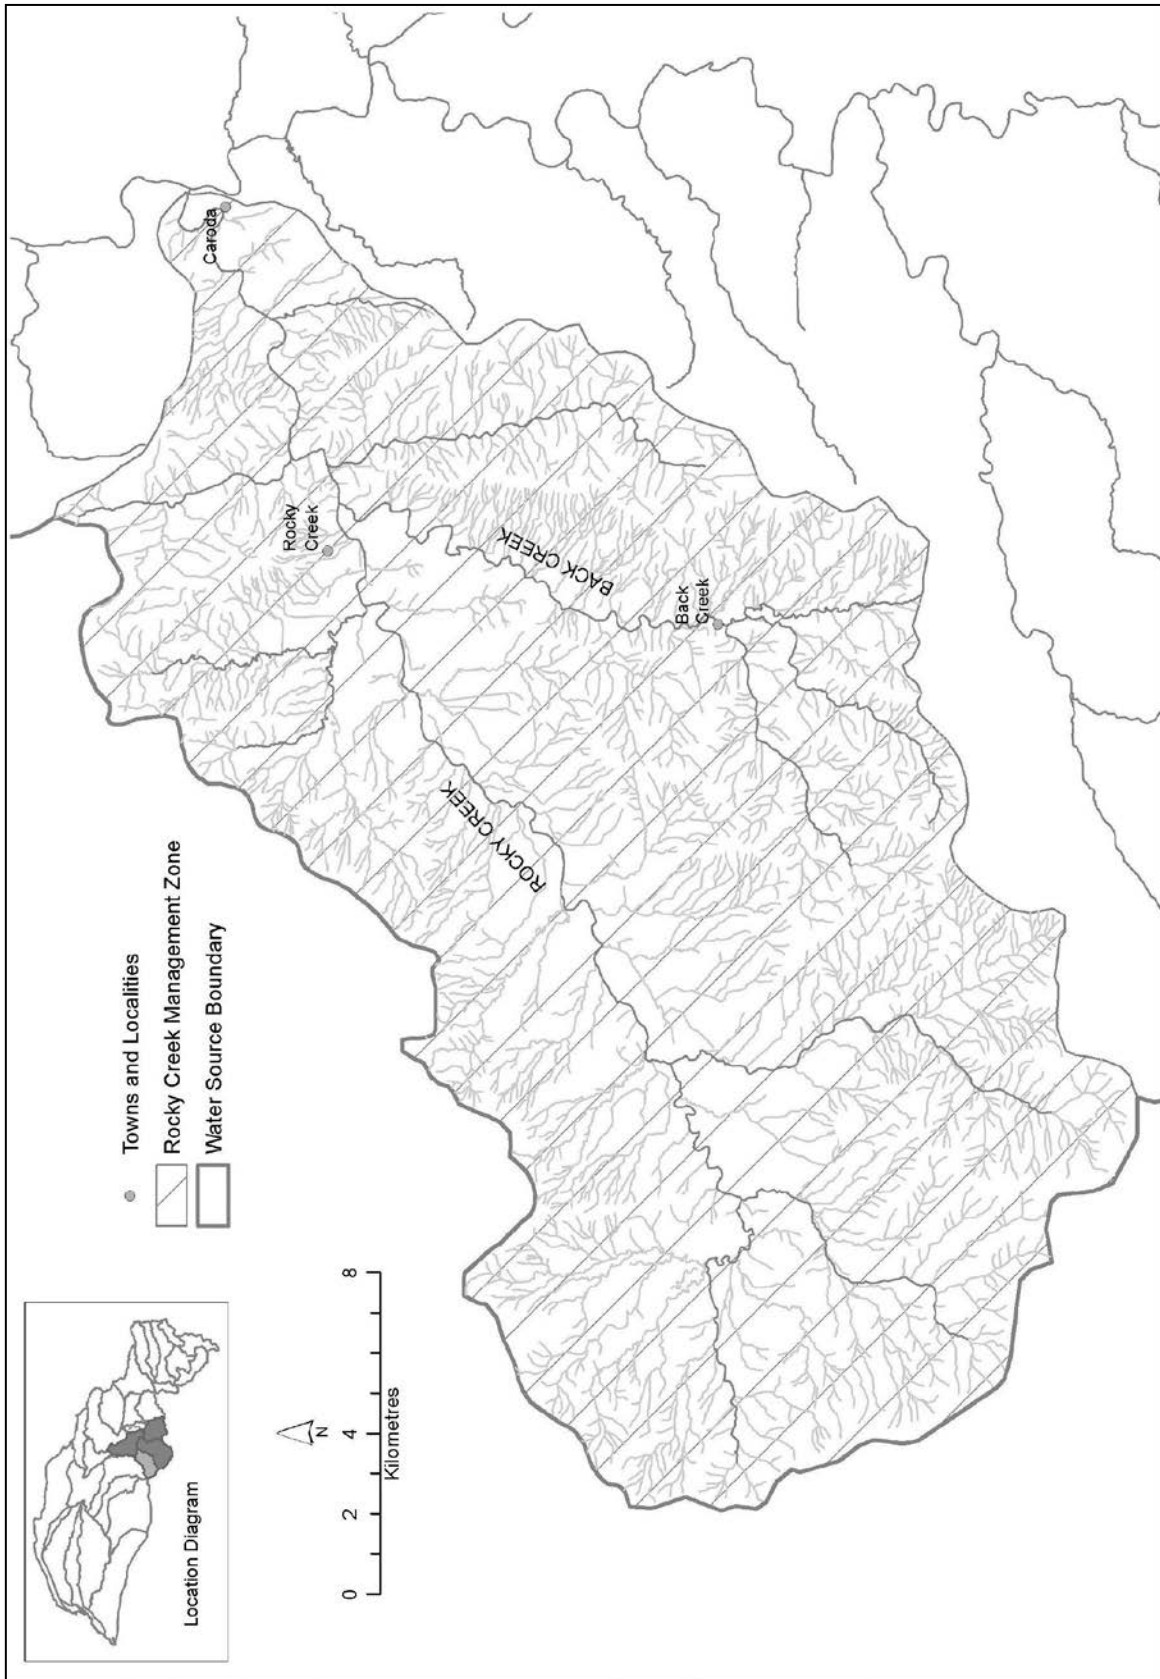 Location Diagram
N
0
2
4
8
Kilometres
Towns and Localities
Rocky Creek Management Zone
Water Source Boundary
Caroda
Rocky
Creek
BACK CREEK
Back
Creek
ROCKY CREEK